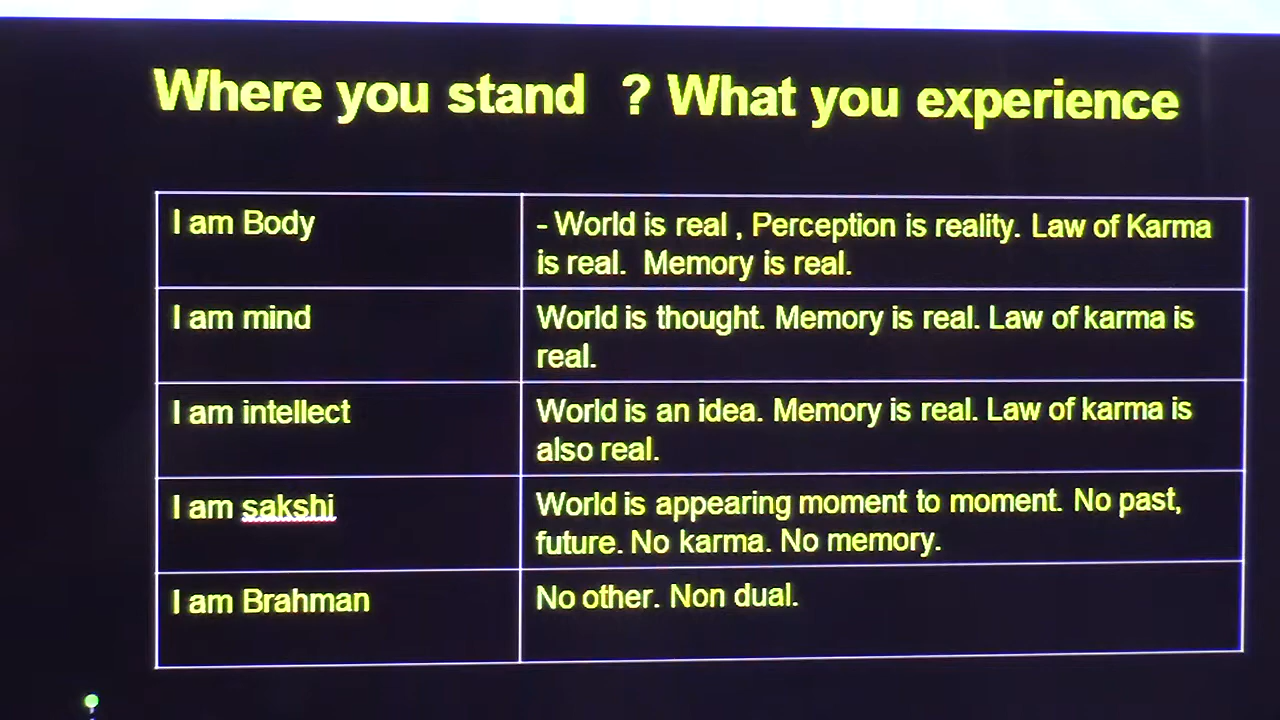 Where you stand ? What you experience
I am Body
- World is real , Perception is reality. Law of Karma
is real. Memory is real.
I am mind
World is thought. Memory is real. Law of karma is
real.
I am intellect
World is an idea. Memory is real. Law of karma is
also real.
I am sakshi
World is appearing moment to moment. No past,
future. No karma. No memory.
I am Brahman
No other. Non dual.